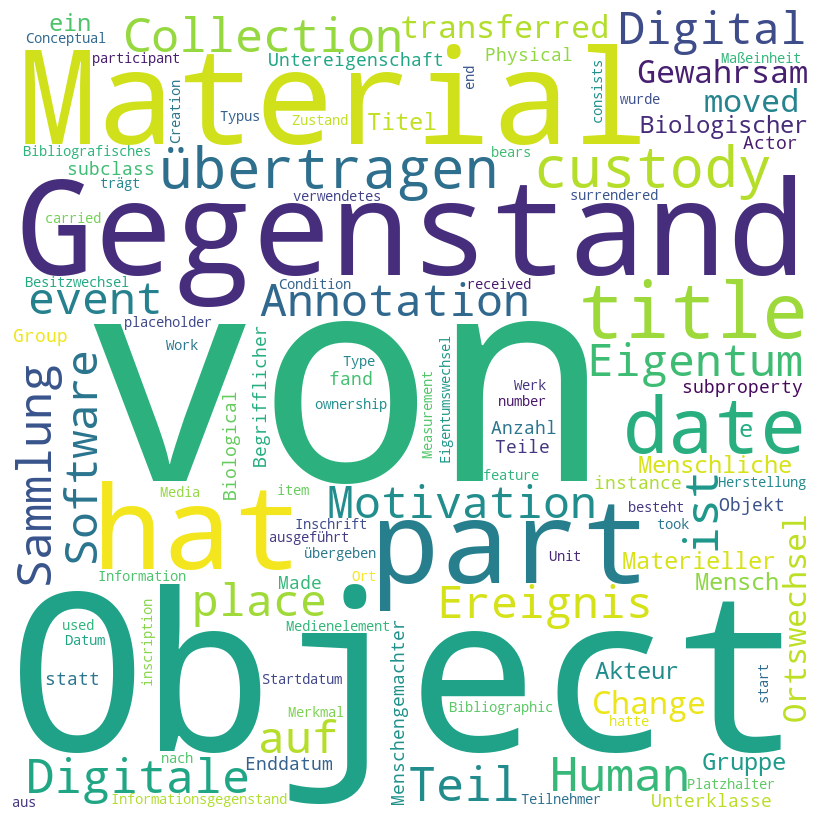 ein
Conceptual
Collection
transferred
Digital
participant
Untereigenschaft
Physical
Maßeinheit
Material
Gewahrsam
end
consists
wurde
moved
Creation
Typus
Zustand
Titel
Biologischer
Actor
Bibliografisches
subclass
trägt
übertragen
bears
custody
verwendetes
surrendered
carried
Gegenstand
Besitzwechsel
event
Condition
received
Annotation
title
placeholder
Group
Work
von
Eigentum
Software
Sammlung
Biological
Begrifflicher
Type
fand
ownership
Measurement
Eigentumswechsel
Werk
number
subproperty
Anzahl
Teile
date
e
Menschliche
feature
instance
Herstellung
Media
item
hat
Motivation
part
ist
besteht
Objekt
took
Inschrift
ausgeführt
übergeben
Unit
Ortswechsel
Information
Made
Ort
Materieller
Mensch
place
Ereignis
used
Datum
inscription
Medienelement
Menschengemachter
Object
statt
Startdatum
Akteur
start
Merkmal
Bibliographic
Change
hatte
auf
nach
Enddatum
Digitale
Teil
Human
Gruppe
Platzhalter
aus
Informationsgegenstand
Teilnehmer
Unterklasse